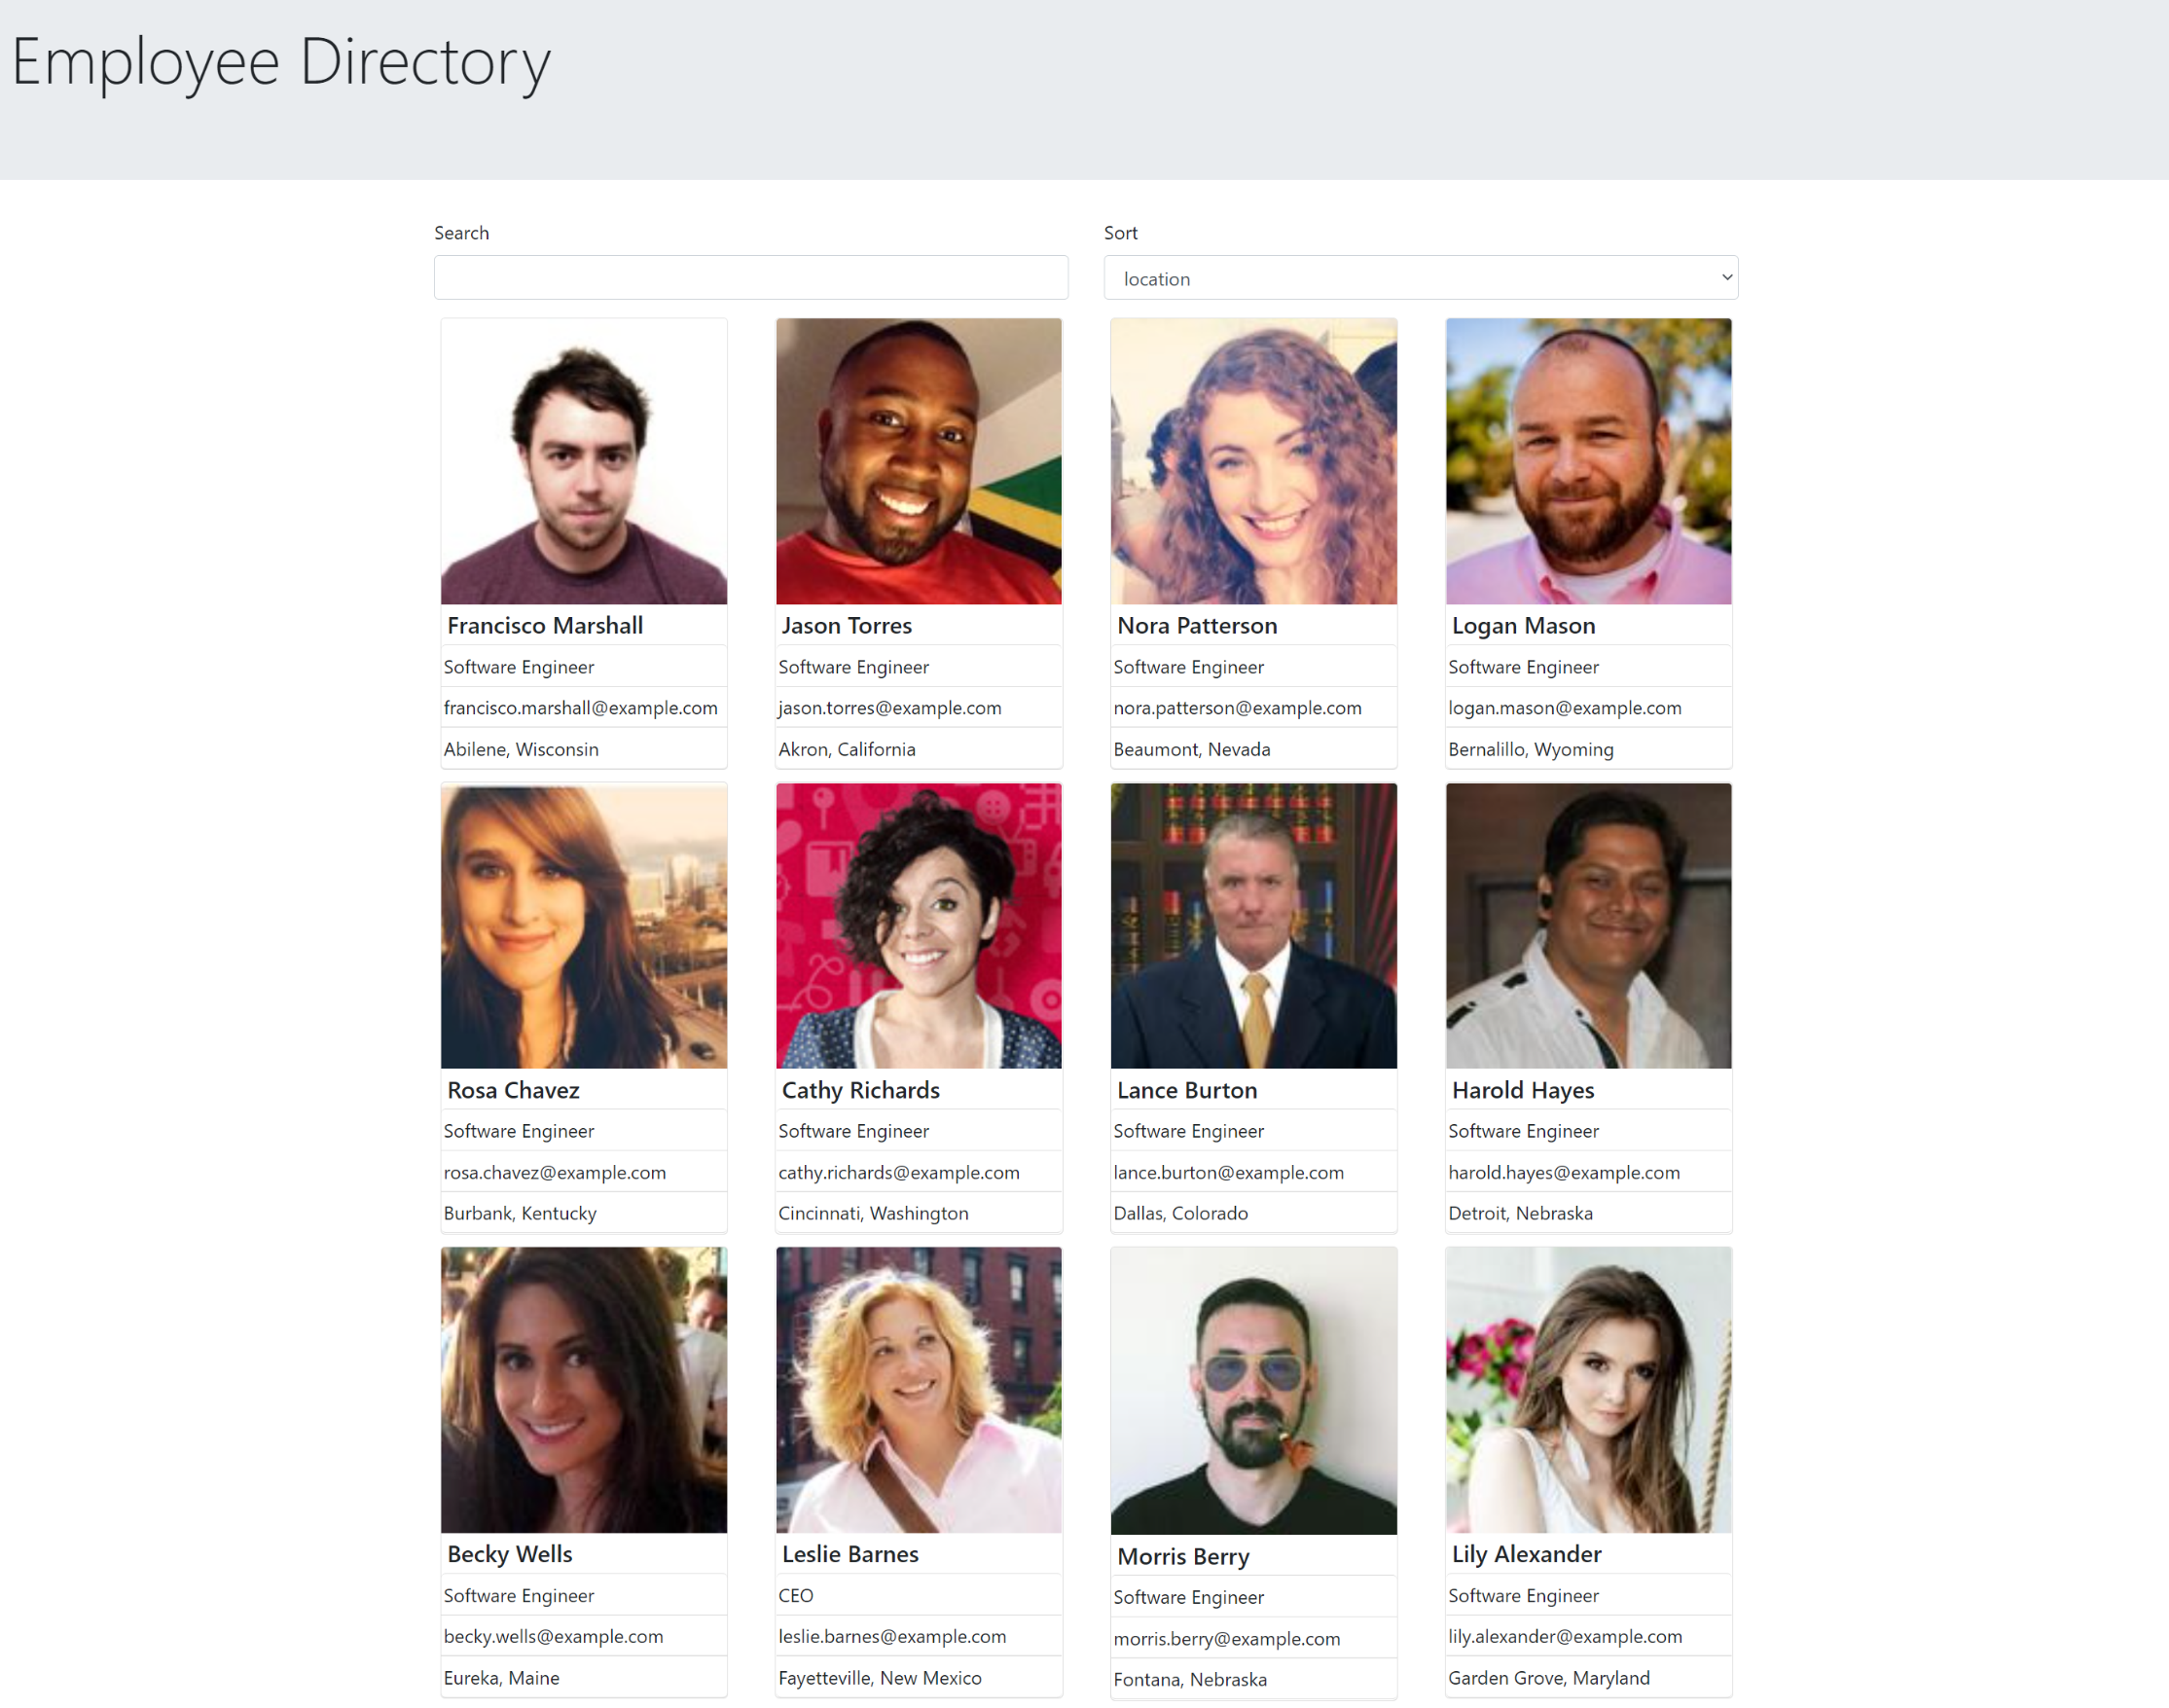 Employee Directory
Search
Sort
location
Francisco Marshall
Software Engineer
francisco.marshall@example.com
Abilene, Wisconsin
Jason Torres
Software Engineer
jason.torres@example.com
Akron, California
Nora Patterson
Software Engineer
nora.patterson@example.com
Beaumont, Nevada
Logan Mason
Software Engineer
logan.mason@example.com
Bernalillo, Wyoming
Rosa Chavez
Software Engineer
rosa.chavez@example.com
Burbank, Kentucky
Cathy Richards
Software Engineer
cathy.richards@example.com
Cincinnati, Washington
Lance Burton
Software Engineer
lance.burton@example.com
Dallas, Colorado
Harold Hayes
Software Engineer
harold.hayes@example.com
Detroit, Nebraska
Becky Wells
Software Engineer
becky.wells@example.com
Eureka, Maine
Leslie Barnes
CEO
leslie.barnes@example.com
Fayetteville, New Mexico
Morris Berry
Software Engineer
morris.berry@example.com
Fontana, Nebraska
Lily Alexander
Software Engineer
lily.alexander@example.com
Garden Grove, Maryland